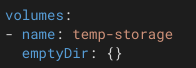 volumes:
- name: temp-storage
  emptyDir: {}